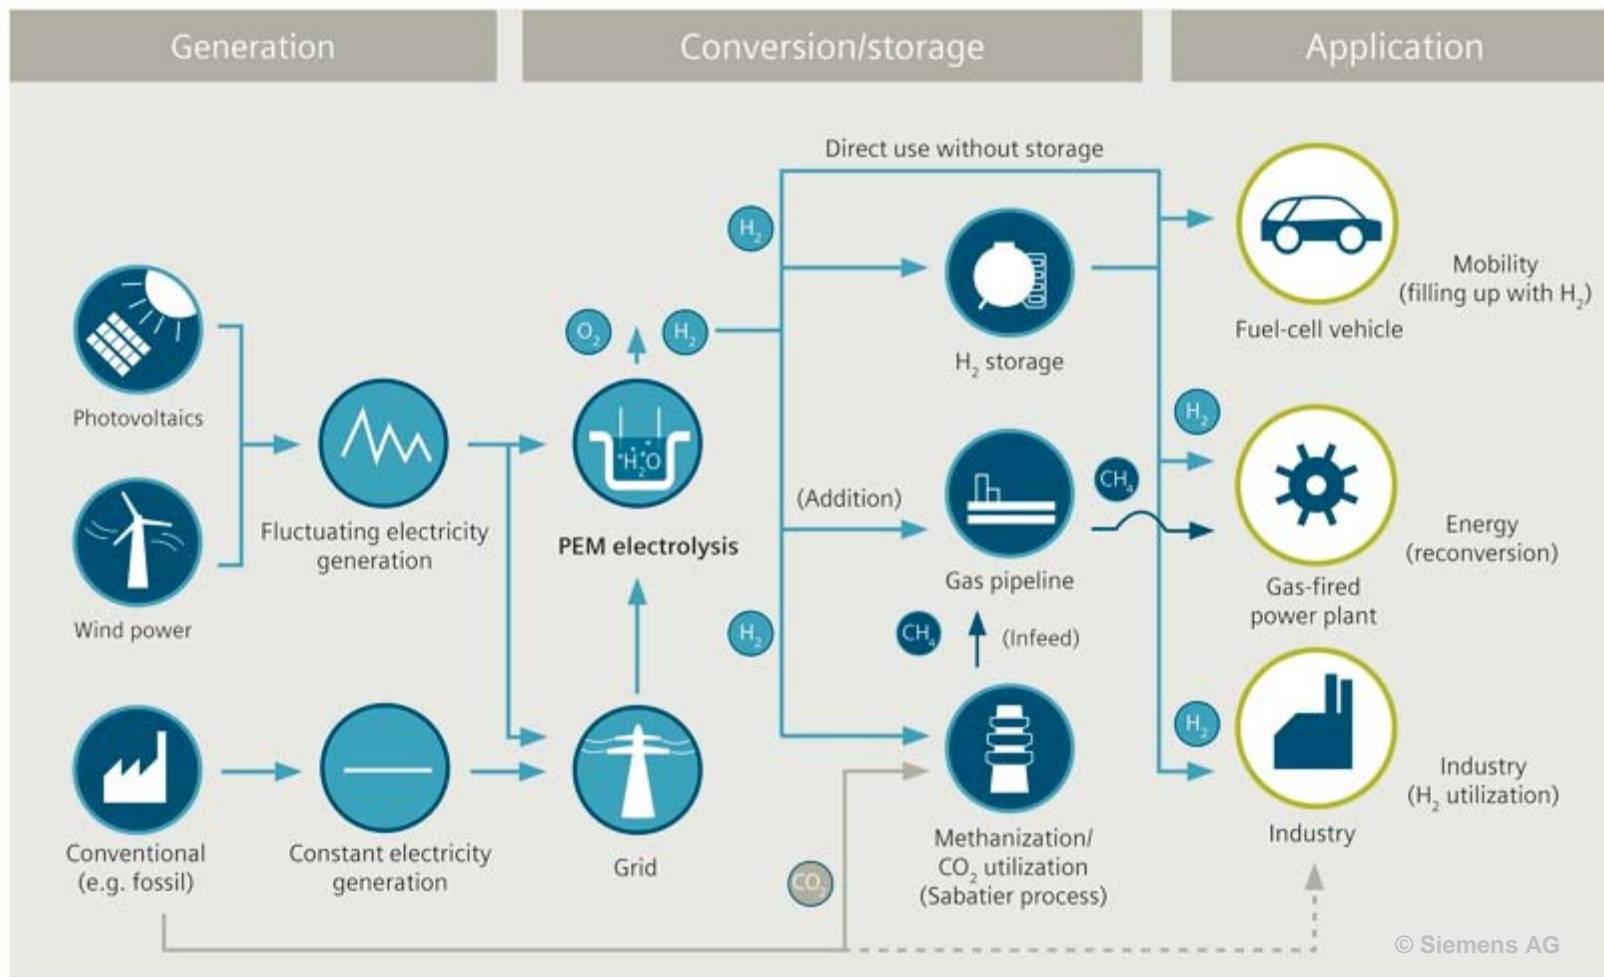 Generation
Conversion/storage
Application
Direct use without storage
H₂
Mobility
(filling up with H₂)
O₂
H₂
Fuel-cell vehicle
H₂ storage
Photovoltaics
H₂
H₂O
CH₄
(Addition)
Fluctuating electricity
generation
PEM electrolysis
Energy
(reconversion)
Gas pipeline
Gas-fired
power plant
Wind power
H₂
CH₄
(Infeed)
H₂
Industry
(H₂ utilization)
Industry
Methanization/
CO₂ utilization
(Sabatier process)
Conventional
(e.g. fossil)
Constant electricity
generation
Grid
CO₂
© Siemens AG